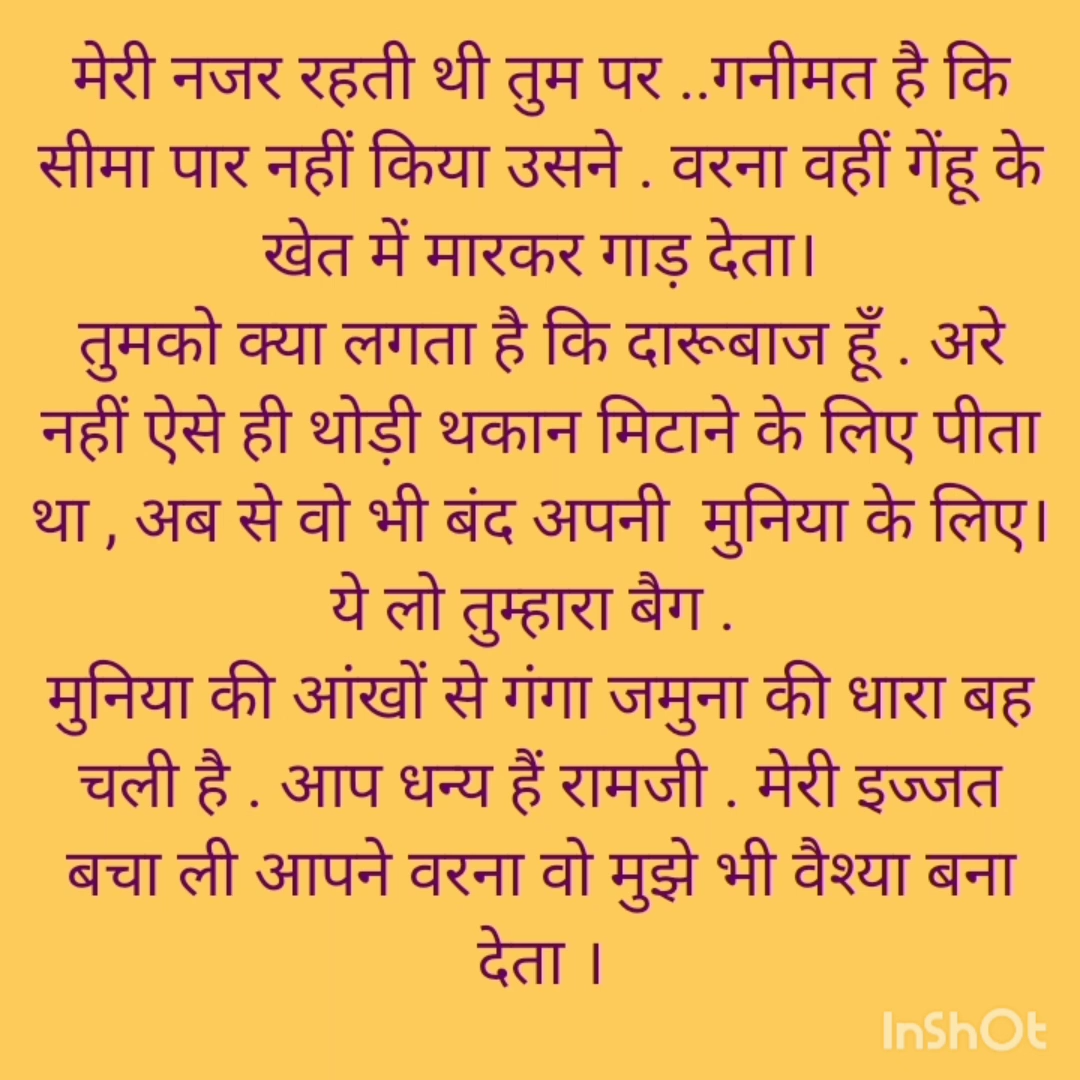 मेरी नजर रहती थी तुम पर ..गनीमत है कि
सीमा पार नहीं किया उसने . वरना वहीं गेंहू के
खेत में मारकर गाड़ देता।
तुमको क्या लगता है कि दारूबाज हूँ . अरे
नहीं ऐसे ही थोड़ी थकान मिटाने के लिए पीता
था , अब से वो भी बंद अपनी  मुनिया के लिए।
ये लो तुम्हारा बैग .
मुनिया की आंखों से गंगा जमुना की धारा बह
चली है . आप धन्य हैं रामजी . मेरी इज्जत
बचा ली आपने वरना वो मुझे भी वैश्या बना
देता ।
InShOt